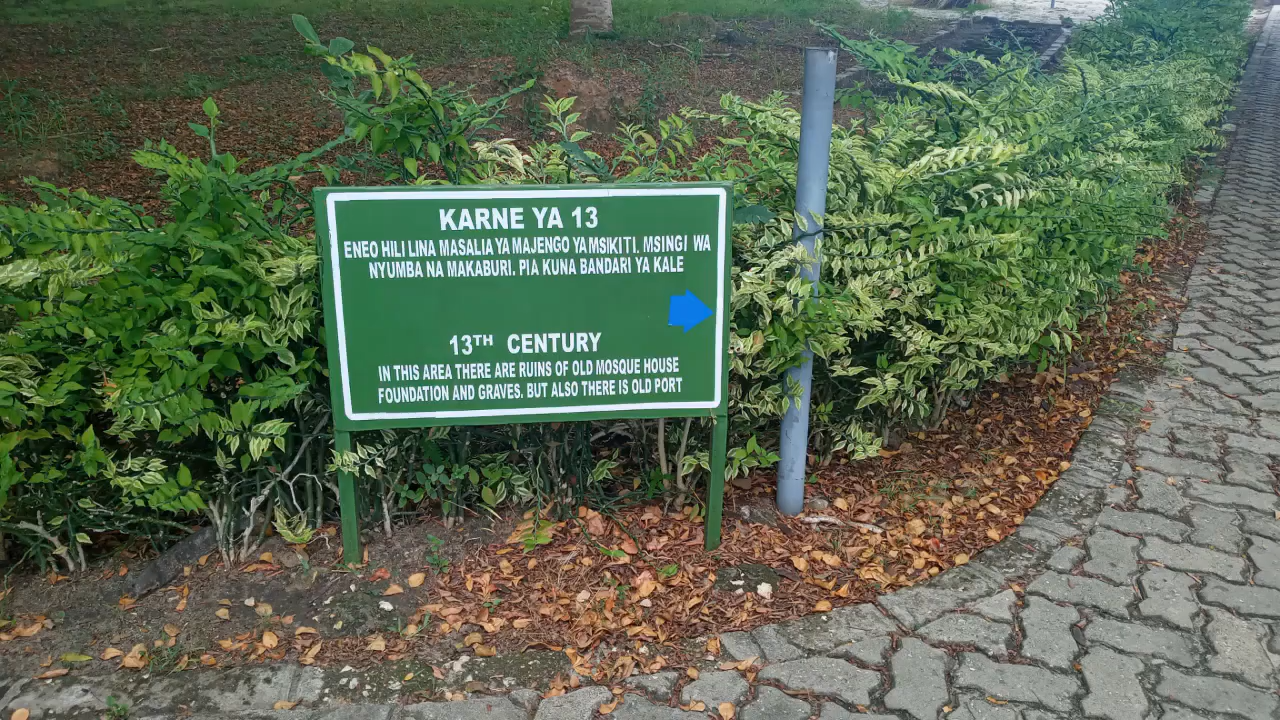 KARNE YA 13
ENEO HILI LINA MASALIA YA MAJENGO YA MSIKITI. MSINGI WA
NYUMBA NA MAKABURI. PIA KUNA BANDARI YA KALE
13TH CENTURY
IN THIS AREA THERE ARE RUINS OF OLD MOSQUE HOUSE
FOUNDATION AND GRAVES. BUT ALSO THERE IS OLD PORT